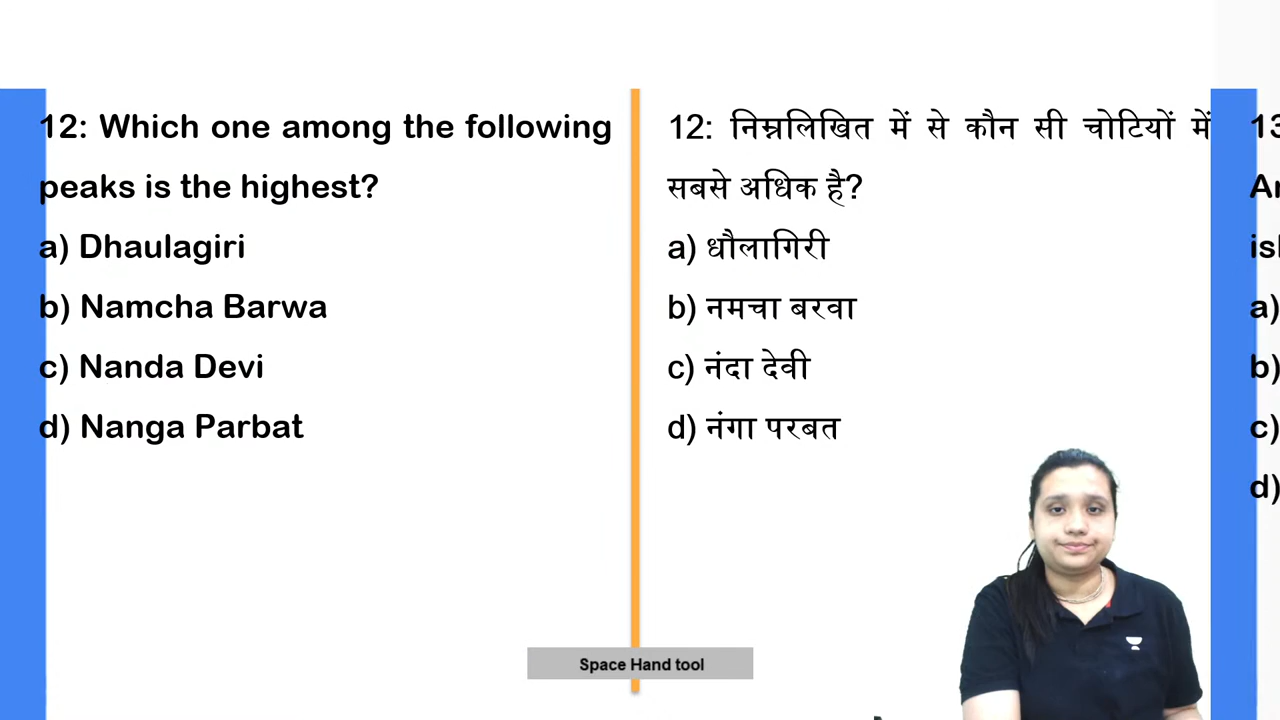 12: Which one among the following
peaks is the highest?
a) Dhaulagiri
b) Namcha Barwa
c) Nanda Devi
d) Nanga Parbat
12: निम्नलिखित में से कौन सी चोटियों में
सबसे अधिक है?
a) धौलागिरी
b) नमचा बरवा
c) नंदा देवी
d) नंगा परबत
13
a)
b)
c)
d)
Space Hand tool